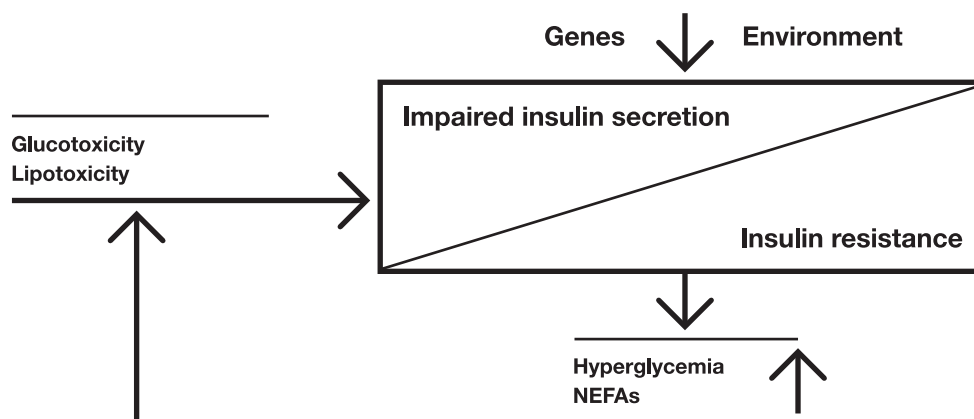 Genes Environment
Impaired insulin secretion
Glucotoxicity
Lipotoxicity
Insulin resistance
Hyperglycemia
NEFAs